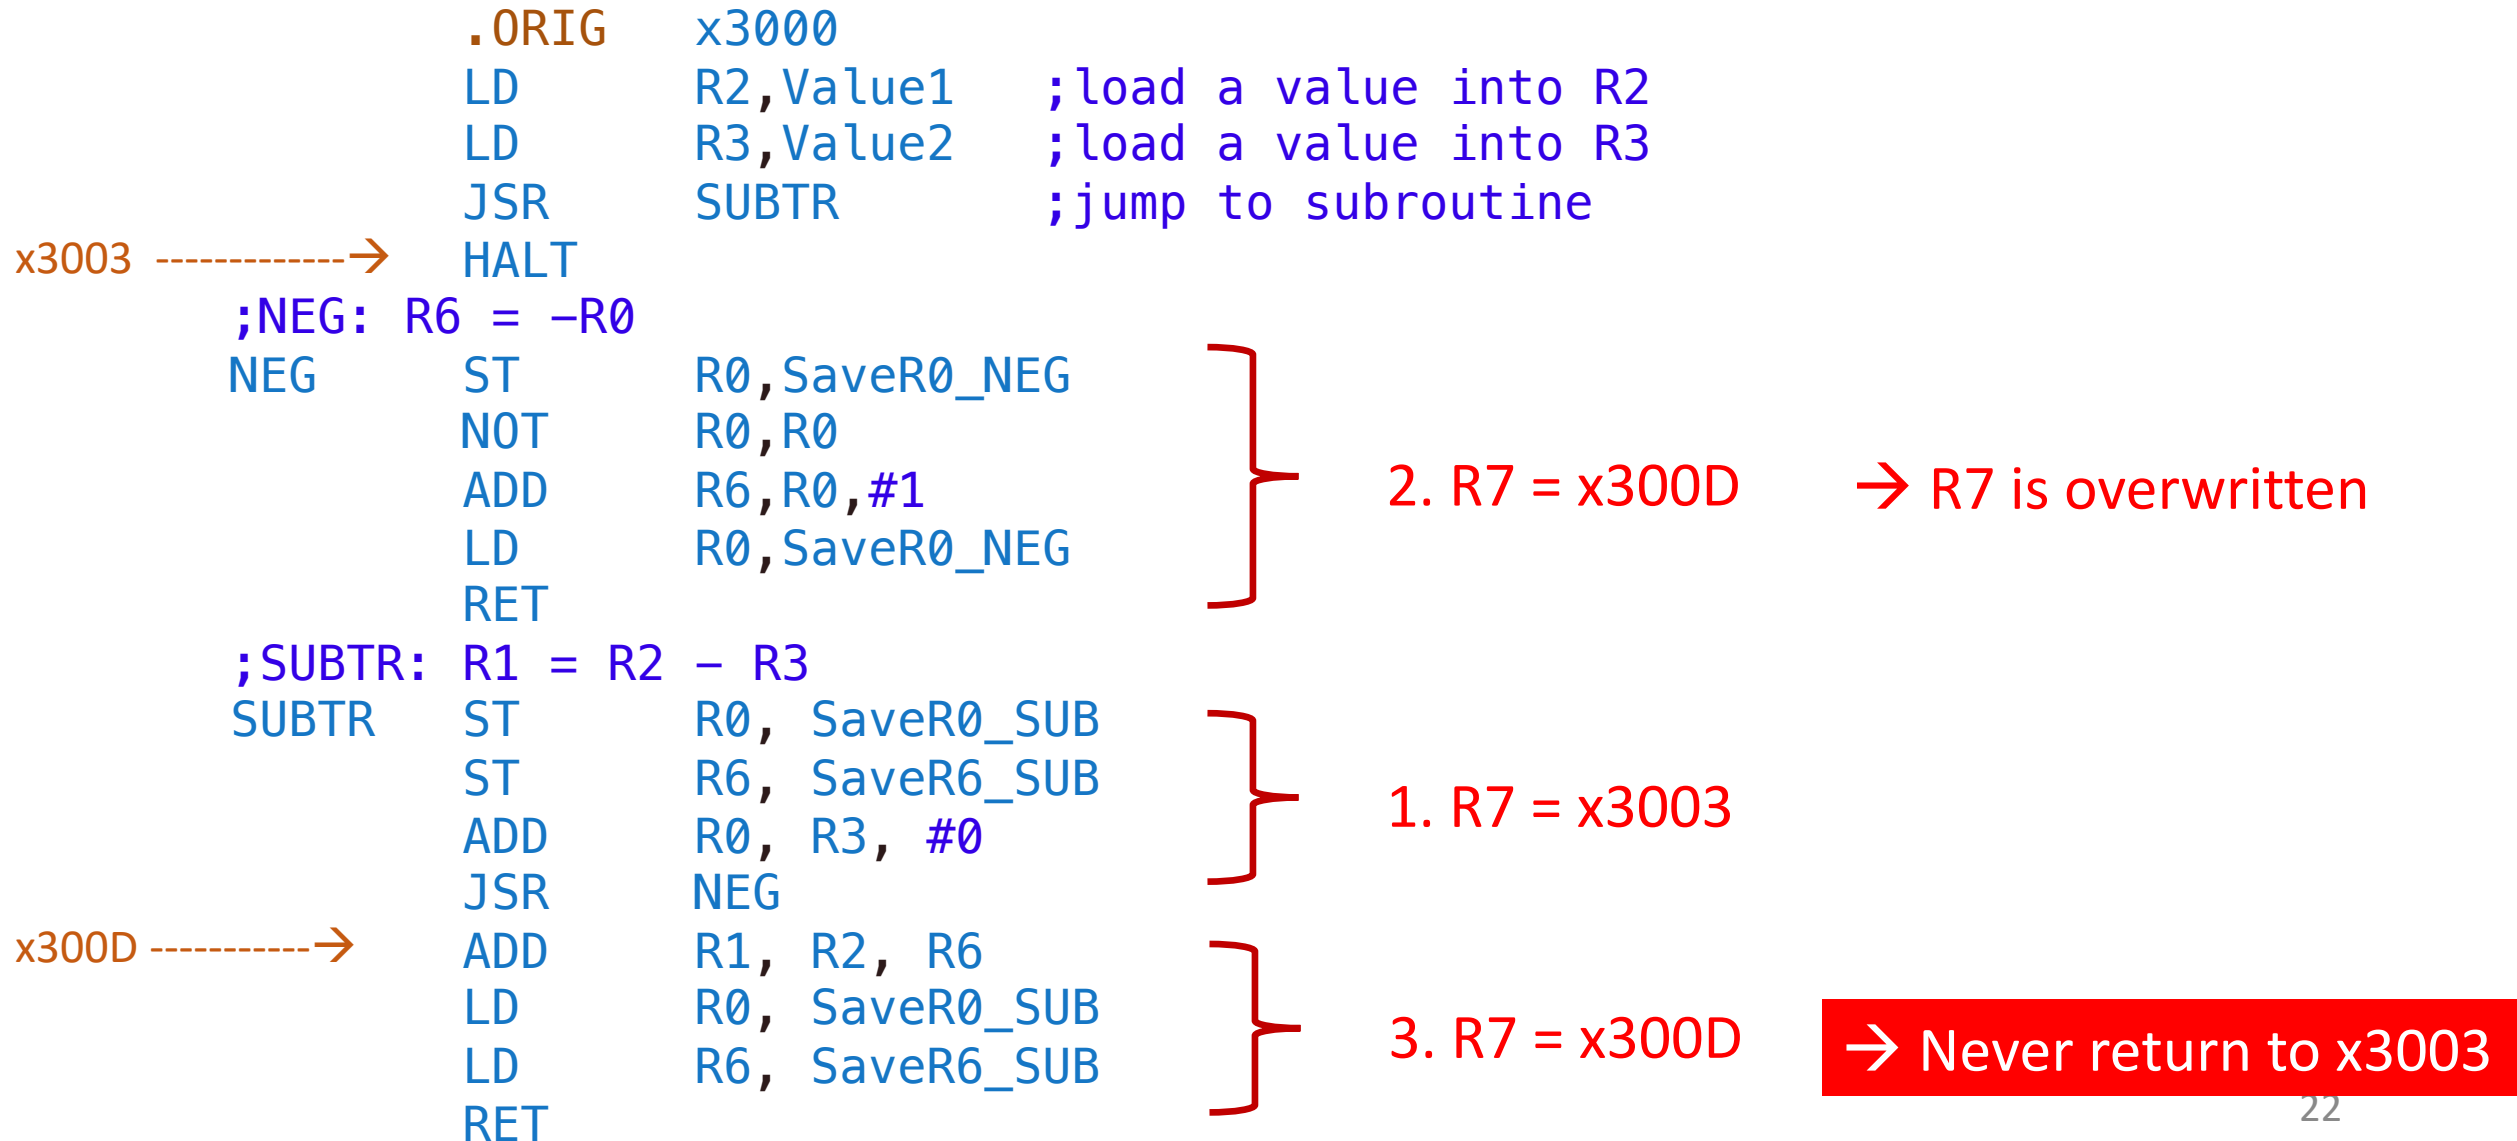 .ORIG x3000
LD R2,Value1 ;load a value into R2
LD R3,Value2 ;load a value into R3
JSR SUBTR ;jump to subroutine
x3003 -------------→ HALT
;NEG: R6 = –R0
NEG ST R0,SaveR0_NEG
NOT R0,R0
ADD R6,R0,#1 2. R7 = x300D → R7 is overwritten
LD R0,SaveR0_NEG
RET
;SUBTR: R1 = R2 – R3
SUBTR ST R0, SaveR0_SUB
ST R6, SaveR6_SUB 1. R7 = x3003
ADD R0, R3, #0
JSR NEG
x300D -----------→ ADD R1, R2, R6
LD R0, SaveR0_SUB
LD R6, SaveR6_SUB 3. R7 = x300D → Never return to x3003
RET 22